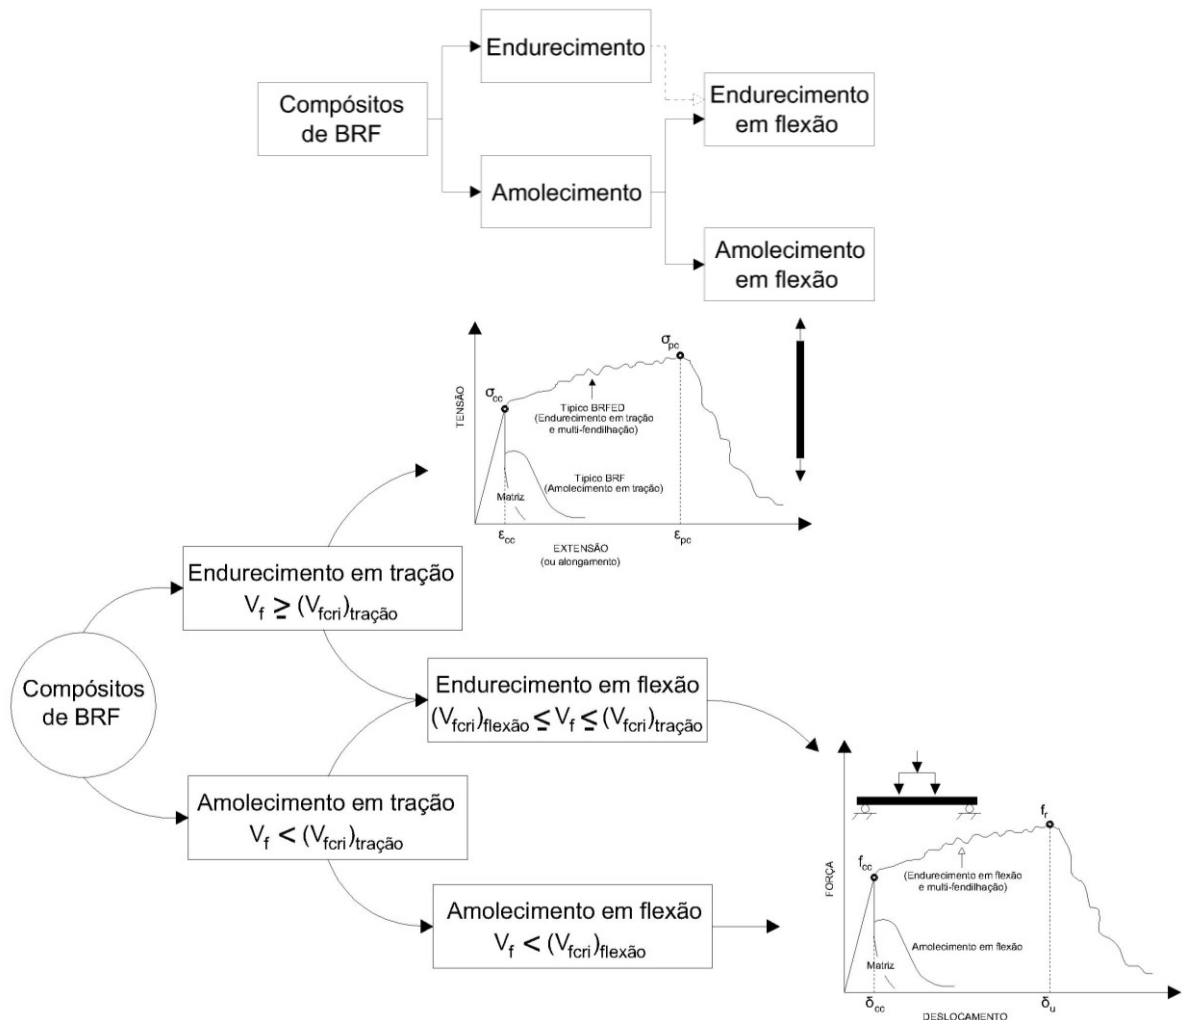 Endurecimento
Compósitos
de BRF
Endurecimento
em flexão
Amolecimento
Amolecimento
em flexão
TENSÃO
σcc
σpc
Tipico BRFED
(Endurecimento em tração
e multi-fendilhação)
Tipico BRF
(Amolecimento em tração)
Matriz
εcc
εpc
EXTENSÃO
(ou alongamento)
Endurecimento em tração
Vf ≥ (Vfcri)tração
Compósitos
de BRF
Endurecimento em flexão
(Vfcri)flexão ≤ Vf ≤ (Vfcri)tração
Amolecimento em tração
Vf < (Vfcri)tração
Amolecimento em flexão
Vf < (Vfcri)flexão
FORÇA
fcc
fr
(Endurecimento em flexão
e multi-fendilhação)
Amolecimento em flexão
Matriz
δcc
δu
DESLOCAMENTO